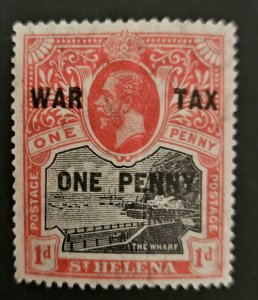 WAR TAX
ONE PENNY
POSTAGE
ONE PENNY
POSTAGE
THE WHARF
1d 1d
ST HELENA